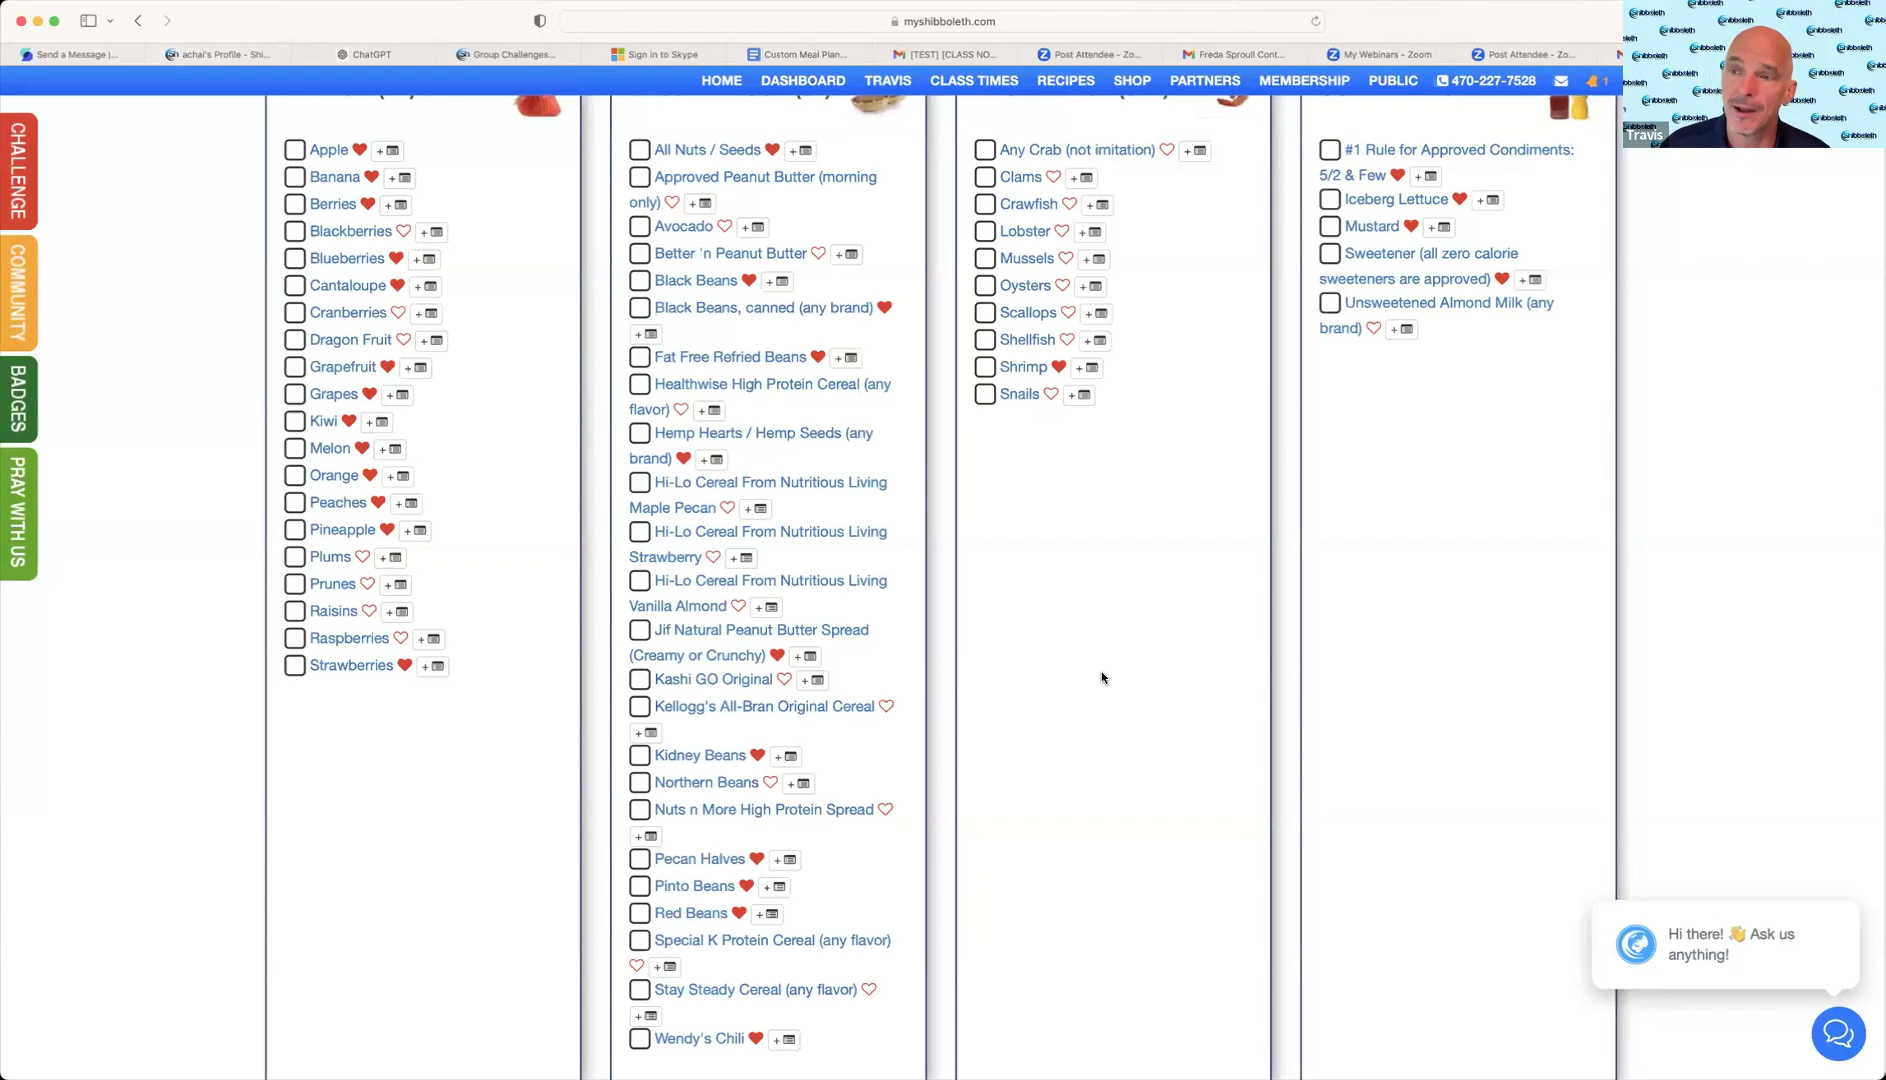 myshibboleth.com
Send a Message |...
achai's Profile - Shi...
ChatGPT
Group Challenges...
Sign in to Skype
Custom Meal Plan...
[TEST] [CLASS NO...
Post Attendee - Zo...
Freda Sproull Cont...
My Webinars - Zoom
Post Attendee - Zo...
HOME DASHBOARD TRAVIS CLASS TIMES RECIPES SHOP PARTNERS MEMBERSHIP PUBLIC 470-227-7528 1
Travis
CHALLENGE
COMMUNITY
BADGES
PRAY WITH US
Apple
Banana
Berries
Blackberries
Blueberries
Cantaloupe
Cranberries
Dragon Fruit
Grapefruit
Grapes
Kiwi
Melon
Orange
Peaches
Pineapple
Plums
Prunes
Raisins
Raspberries
Strawberries
All Nuts / Seeds
Approved Peanut Butter (morning
only)
Avocado
Better 'n Peanut Butter
Black Beans
Black Beans, canned (any brand)
Fat Free Refried Beans
Healthwise High Protein Cereal (any
flavor)
Hemp Hearts / Hemp Seeds (any
brand)
Hi-Lo Cereal From Nutritious Living
Maple Pecan
Hi-Lo Cereal From Nutritious Living
Strawberry
Hi-Lo Cereal From Nutritious Living
Vanilla Almond
Jif Natural Peanut Butter Spread
(Creamy or Crunchy)
Kashi GO Original
Kellogg's All-Bran Original Cereal
Kidney Beans
Northern Beans
Nuts n More High Protein Spread
Pecan Halves
Pinto Beans
Red Beans
Special K Protein Cereal (any flavor)
Stay Steady Cereal (any flavor)
Wendy's Chili
Any Crab (not imitation)
Clams
Crawfish
Lobster
Mussels
Oysters
Scallops
Shellfish
Shrimp
Snails
#1 Rule for Approved Condiments:
5/2 & Few
Iceberg Lettuce
Mustard
Sweetener (all zero calorie
sweeteners are approved)
Unsweetened Almond Milk (any
brand)
Hi there! 👋 Ask us
anything!